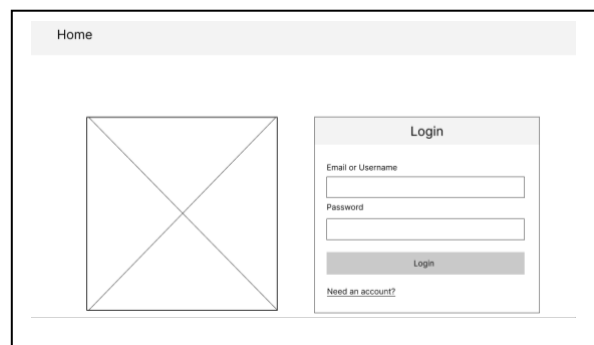 Home
Login
Email or Username
Password
Login
Need an account?